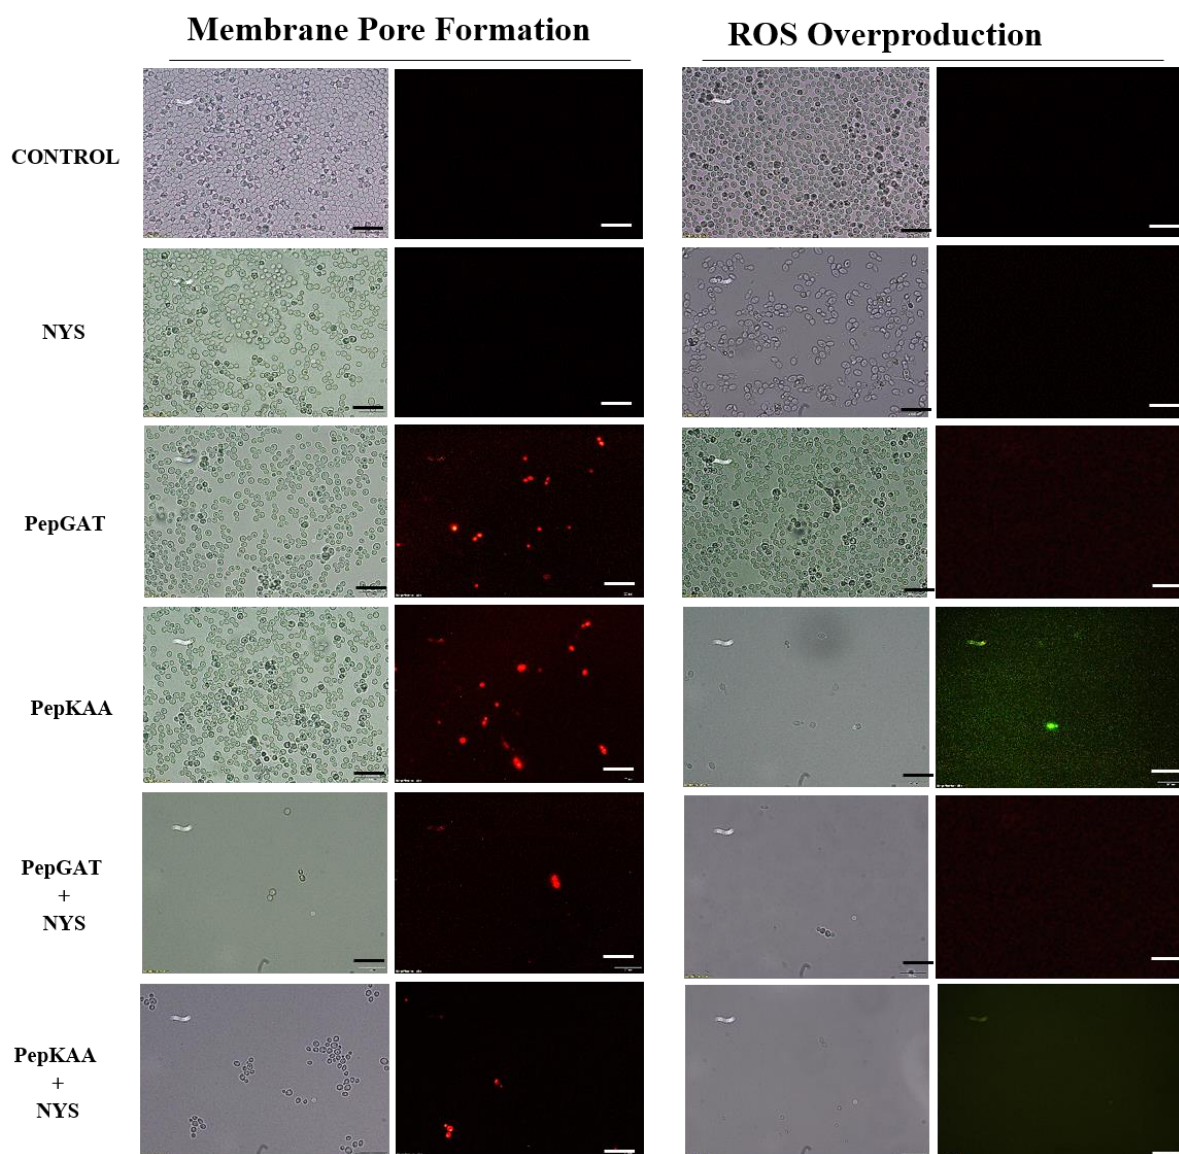 Membrane Pore Formation
ROS Overproduction
CONTROL
NYS
PepGAT
PepKAA
PepGAT
+
NYS
PepKAA
+
NYS